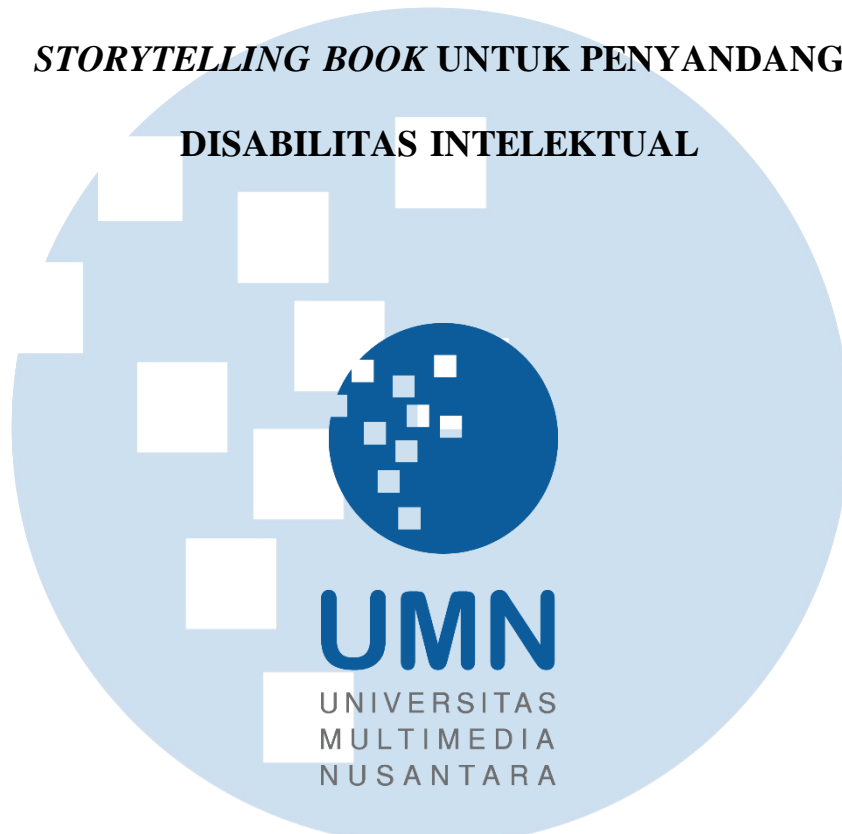 STORYTELLING BOOK UNTUK PENYANDANG
DISABILITAS INTELEKTUAL
UMN
UNIVERSITAS
MULTIMEDIA
NUSANTARA